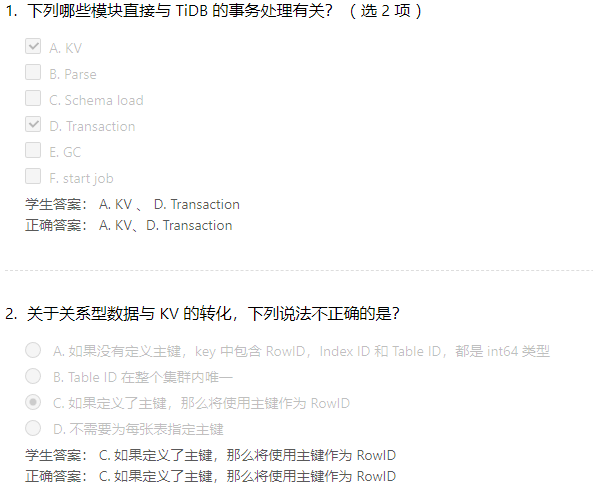 1. 下列哪些模块直接与 TiDB 的事务处理有关？（ 选 2 项 ）
A. KV
B. Parse
C. Schema load
D. Transaction
E. GC
F. start job
学生答案： A. KV 、 D. Transaction
正确答案： A. KV、D. Transaction
2. 关于关系型数据与 KV 的转化，下列说法不正确的是？
A. 如果没有定义主键，key 中包含 RowID，Index ID 和 Table ID，都是 int64 类型
B. Table ID 在整个集群内唯一
C. 如果定义了主键，那么将使用主键作为 RowID
D. 不需要为每张表指定主键
学生答案： C. 如果定义了主键，那么将使用主键作为 RowID
正确答案： C. 如果定义了主键，那么将使用主键作为 RowID